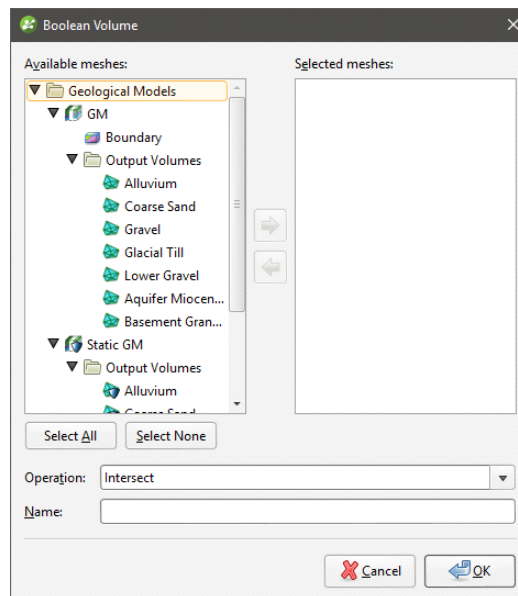 Boolean Volume
Available meshes:
Selected meshes:
Geological Models
GM
Boundary
Output Volumes
Alluvium
Coarse Sand
Gravel
Glacial Till
Lower Gravel
Aquifer Miocen...
Basement Gran...
Static GM
Output Volumes
Alluvium
Coarse Sand
Select All
Select None
Operation:
Intersect
Name:
Cancel
OK